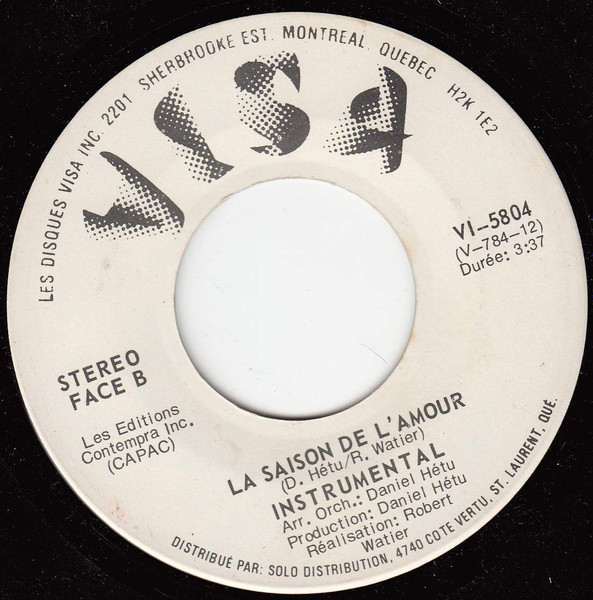 LES DISQUES VISA INC. 2201 SHERBROOKE EST. MONTREAL. QUEBEC H2K 1E2
VISA
VI-5804
(V-784-12)
Durée: 3:37
STEREO
FACE B
Les Editions
Contempra Inc.
(CAPAC)
LA SAISON DE L'AMOUR
(D. Hétu/R. Watier)
INSTRUMENTAL
Arr. Orch.: Daniel Hétu
Production: Daniel Hétu
Réalisation: Robert
Watier
DISTRIBUÉ PAR: SOLO DISTRIBUTION, 4740 COTE VERTU, ST. LAURENT, QUÉ.